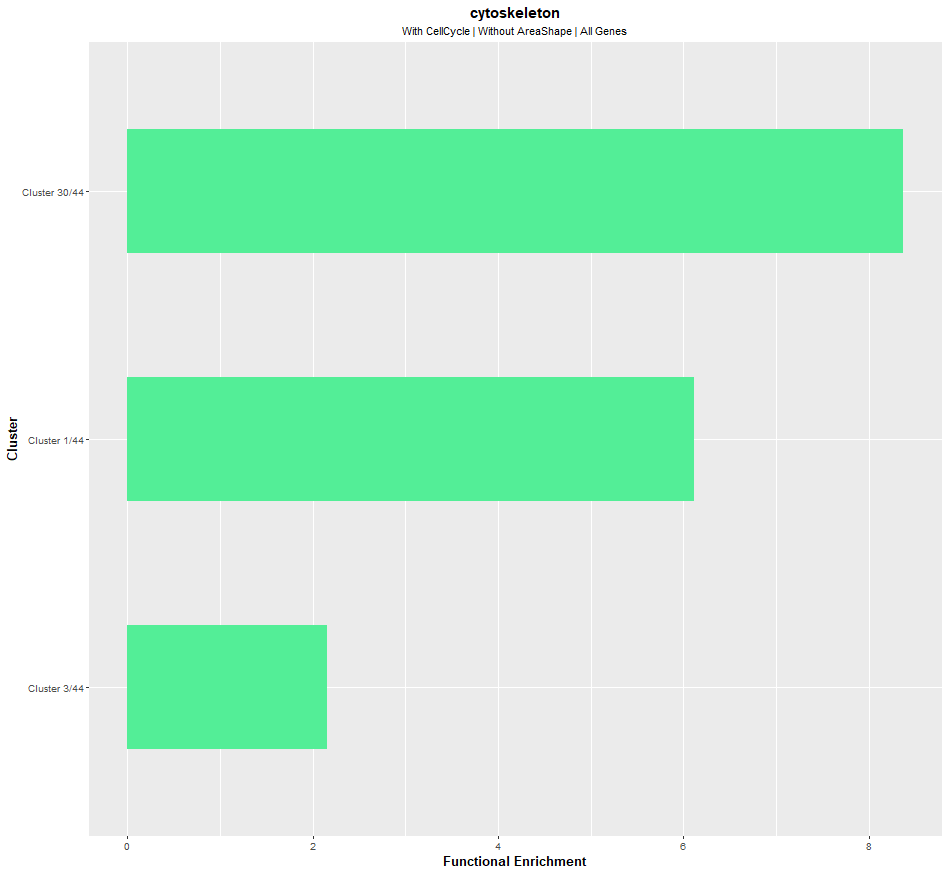 cytoskeleton
With CellCycle | Without AreaShape | All Genes
Cluster
Cluster 30/44
Cluster 1/44
Cluster 3/44
0 2 4 6 8
Functional Enrichment